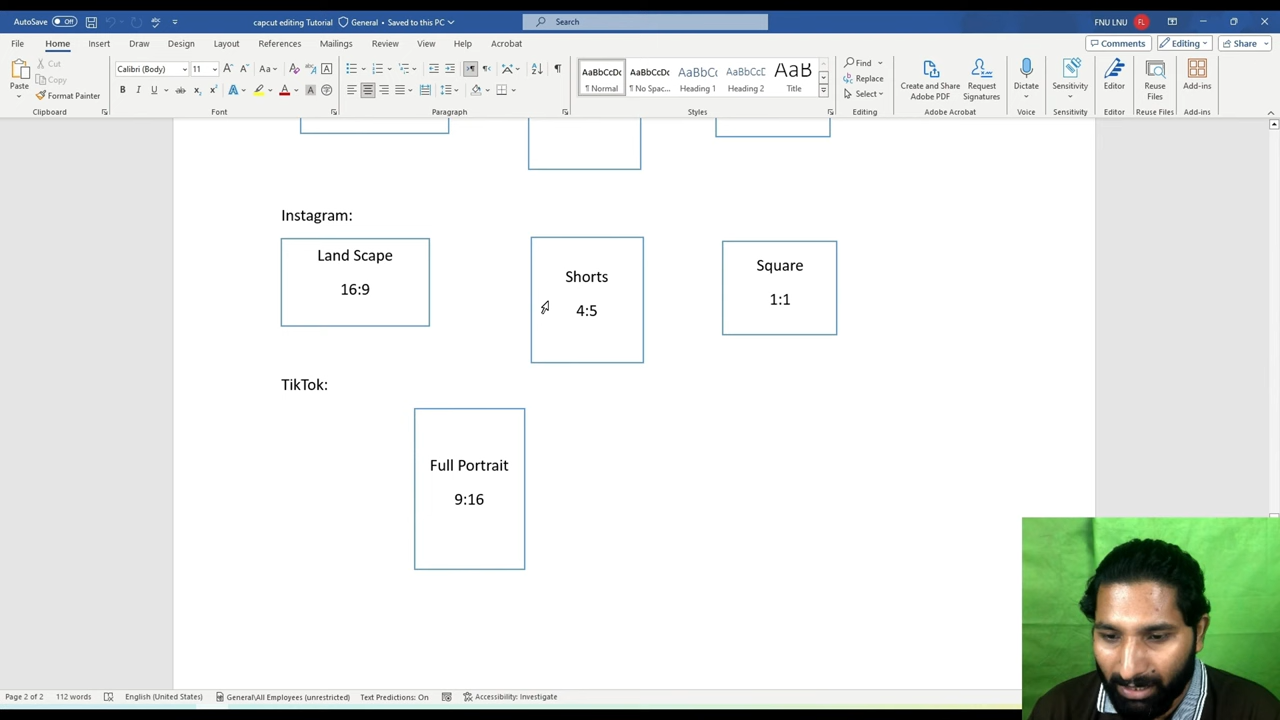 AutoSave Off capcut editing Tutorial General • Saved to this PC Search FNU LNU FL
File Home Insert Draw Design Layout References Mailings Review View Help Acrobat Comments Editing Share
Paste Cut Copy Format Painter
Calibri (Body) 11
AaBbCcDc ¶ Normal AaBbCcDc ¶ No Spac... AaBbCc Heading 1 AaBbCcC Heading 2 AaB Title
Find Replace Select
Create and Share Adobe PDF Request Signatures Dictate Sensitivity Editor Reuse Files Add-ins
Clipboard Font Paragraph Styles Editing Adobe Acrobat Voice Sensitivity Editor Reuse Files Add-ins
Instagram:
Land Scape
16:9
Shorts
4:5
Square
1:1
TikTok:
Full Portrait
9:16
Page 2 of 2 112 words English (United States) General\All Employees (unrestricted) Text Predictions: On Accessibility: Investigate